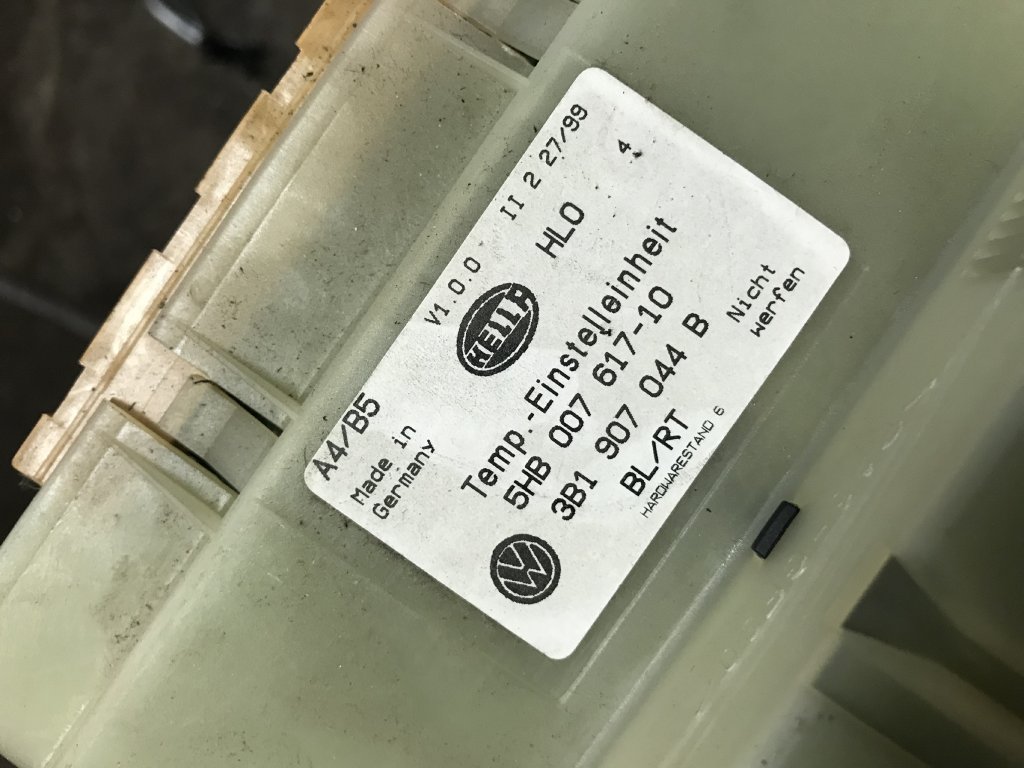 V1.0.0 II 2 27/99
HELLA HLO 4
A4/B5
Made in
Germany
Temp.-Einstelleinheit
5HB 007 617-10
3B1 907 044 B
BL/RT
Nicht
werfen
HARDWARESTAND 6
VW